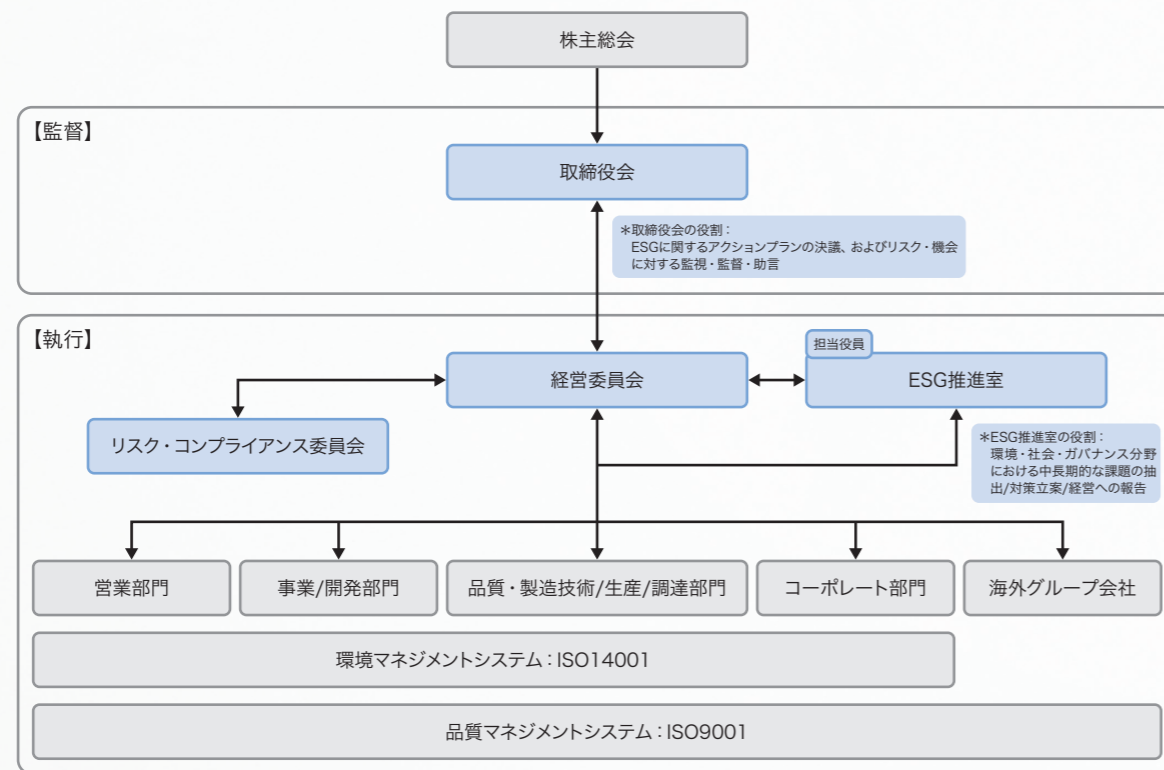 株主総会
【監督】
取締役会
＊取締役会の役割：
ESGに関するアクションプランの決議、およびリスク・機会
に対する監視・監督・助言
【執行】
担当役員
経営委員会
ESG推進室
リスク・コンプライアンス委員会
＊ESG推進室の役割：
環境・社会・ガバナンス分野
における中長期的な課題の抽
出/対策立案/経営への報告
営業部門
事業/開発部門
品質・製造技術/生産/調達部門
コーポレート部門
海外グループ会社
環境マネジメントシステム：ISO14001
品質マネジメントシステム：ISO9001